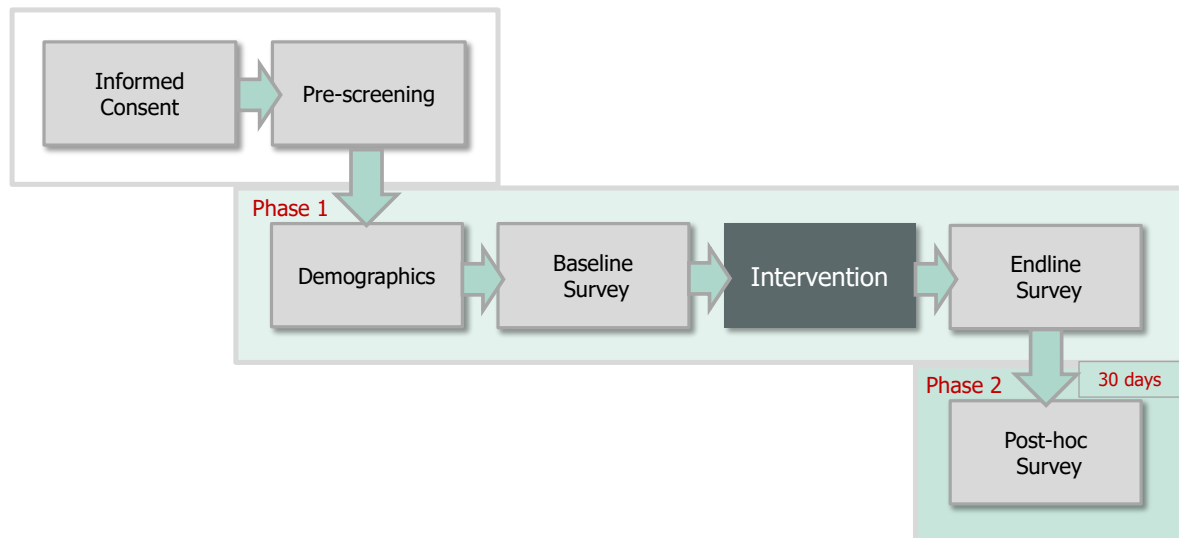 Informed
Consent
Pre-screening
Phase 1
Demographics
Baseline
Survey
Intervention
Endline
Survey
Phase 2
30 days
Post-hoc
Survey